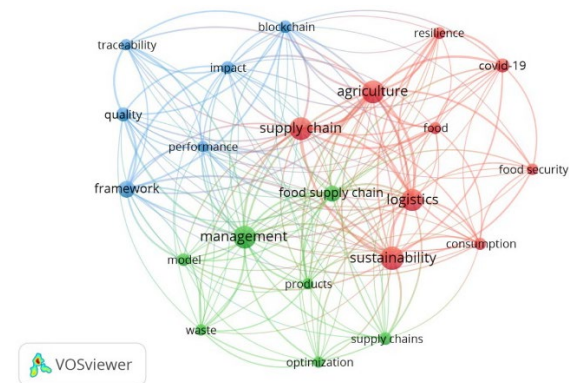 blockchain
resilience
traceability
impact
covid-19
agriculture
quality
supply chain
food
performance
food security
framework
food supply chain
logistics
management
consumption
model
sustainability
products
waste
supply chains
optimization
VOSviewer